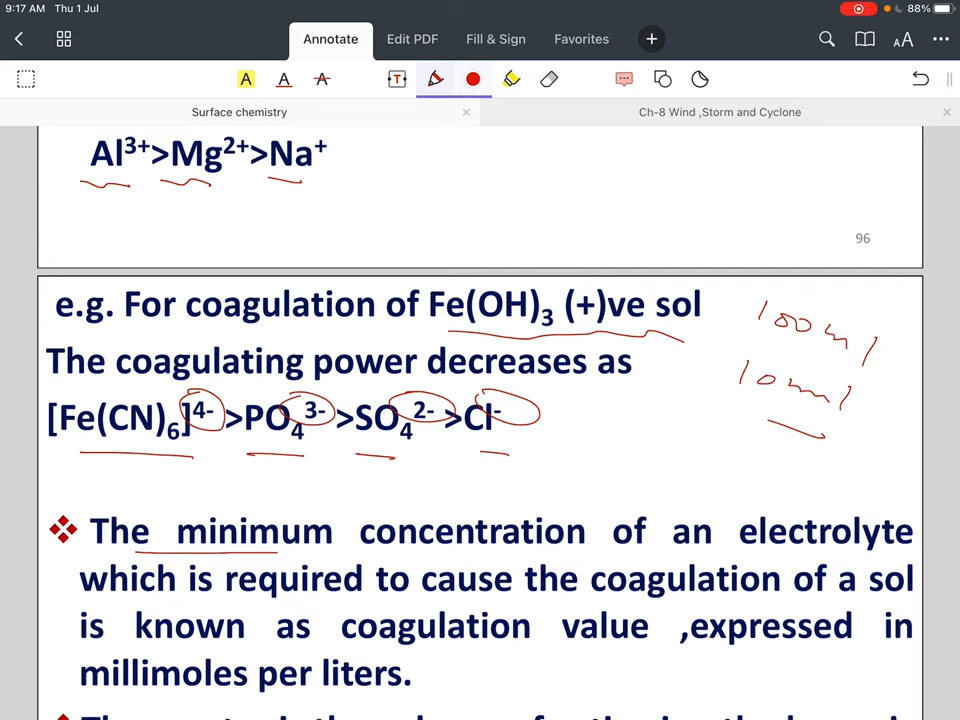 9:17 AM Thu 1 Jul 88%
Annotate Edit PDF Fill & Sign Favorites
A A A T AA
Surface chemistry Ch-8 Wind ,Storm and Cyclone
Al³⁺>Mg²⁺>Na⁺
96
e.g. For coagulation of Fe(OH)₃ (+)ve sol
100ml
The coagulating power decreases as
10ml
[Fe(CN)₆]⁴⁻>PO₄³⁻>SO₄²⁻>Cl⁻
The minimum concentration of an electrolyte
which is required to cause the coagulation of a sol
is known as coagulation value ,expressed in
millimoles per liters.